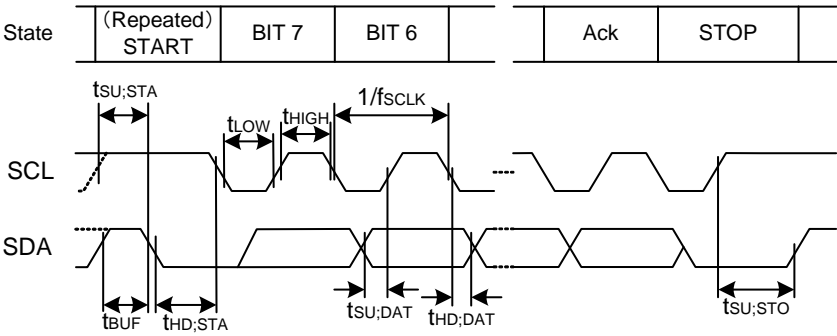 State (Repeated) START BIT 7 BIT 6 Ack STOP
tSU;STA
tLOW tHIGH 1/fSCLK
SCL
SDA
tBUF tHD;STA tSU;DAT tHD;DAT tSU;STO